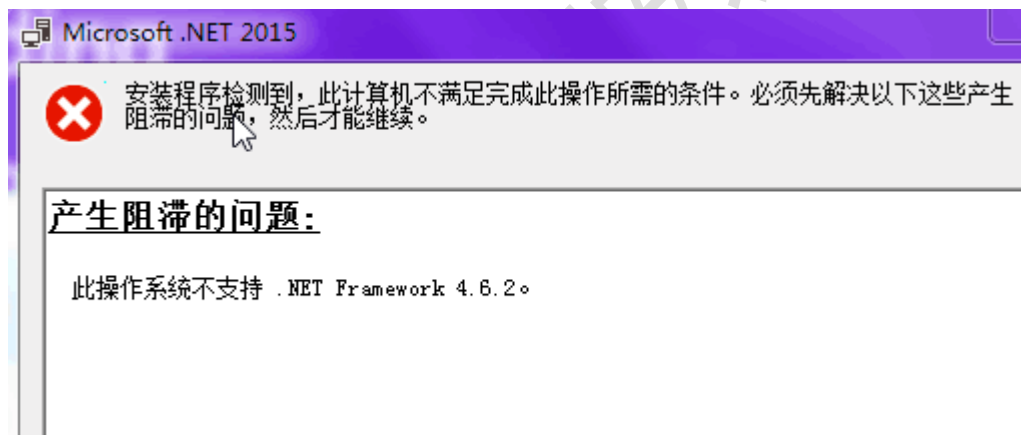 Microsoft .NET 2015
安装程序检测到，此计算机不满足完成此操作所需的条件。必须先解决以下这些产生
阻滞的问题，然后才能继续。
产生阻滞的问题:
此操作系统不支持 .NET Framework 4.6.2。